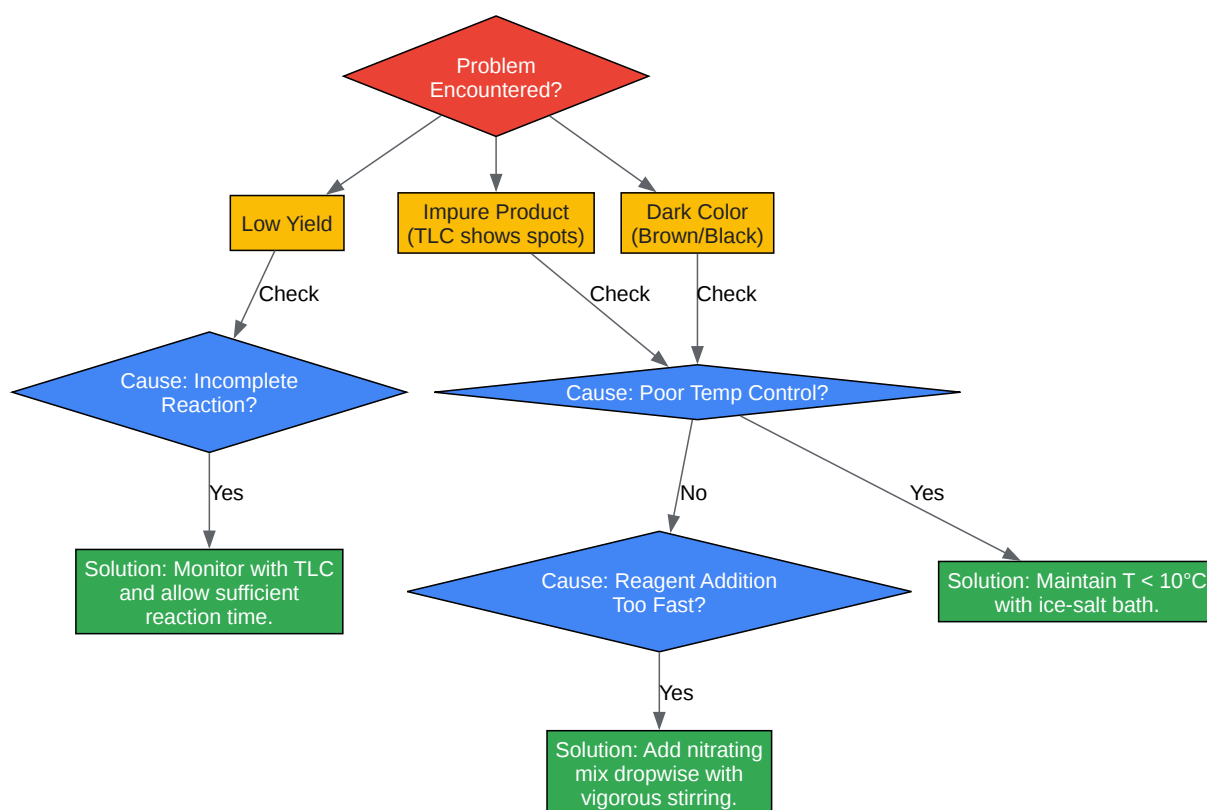 Problem
Encountered?
Low Yield
Impure Product
(TLC shows spots)
Dark Color
(Brown/Black)
Check
Check
Check
Cause: Incomplete
Reaction?
Cause: Poor Temp Control?
Yes
No
Yes
Solution: Monitor with TLC
and allow sufficient
reaction time.
Cause: Reagent Addition
Too Fast?
Solution: Maintain T < 10°C
with ice-salt bath.
Yes
Solution: Add nitrating
mix dropwise with
vigorous stirring.